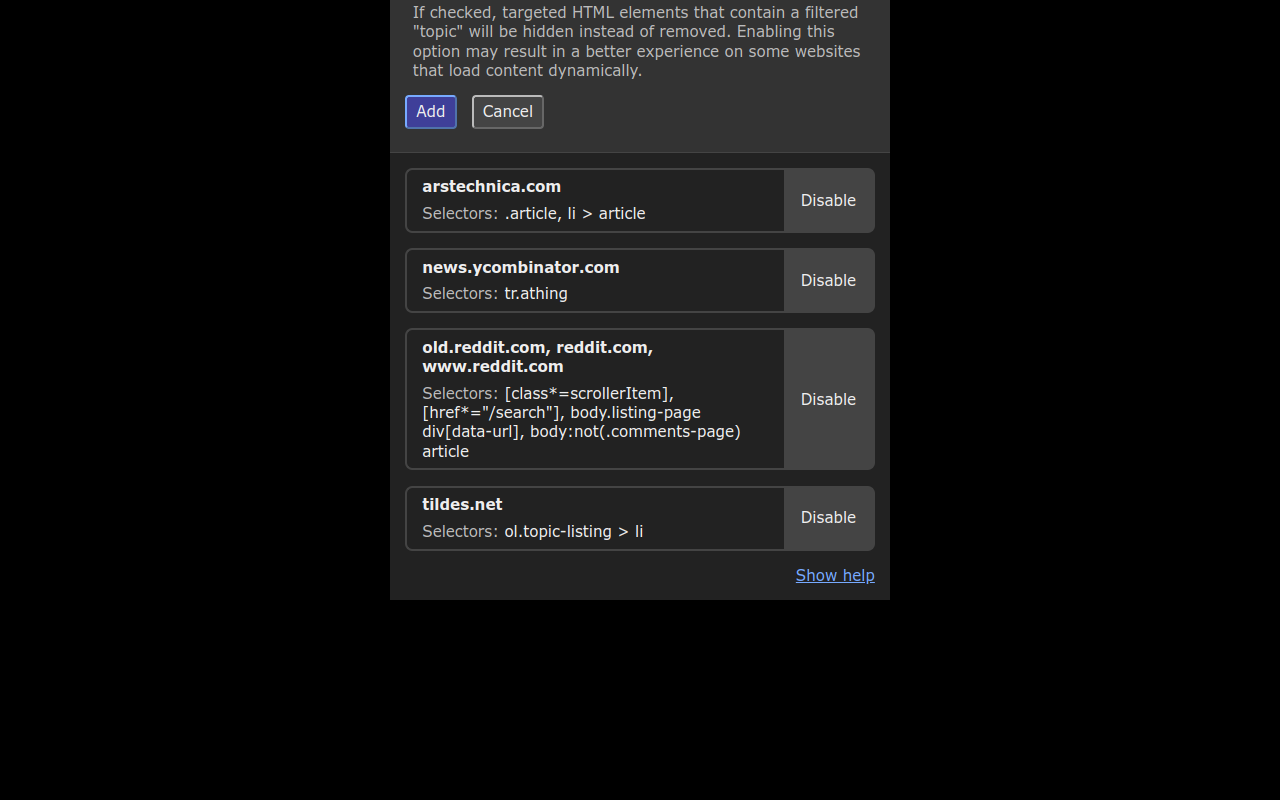 If checked, targeted HTML elements that contain a filtered
"topic" will be hidden instead of removed. Enabling this
option may result in a better experience on some websites
that load content dynamically.
Add Cancel
arstechnica.com
Selectors: .article, li > article
Disable
news.ycombinator.com
Selectors: tr.athing
Disable
old.reddit.com, reddit.com,
www.reddit.com
Selectors: [class*=scrollerItem],
[href*="/search"], body.listing-page
div[data-url], body:not(.comments-page)
article
Disable
tildes.net
Selectors: ol.topic-listing > li
Disable
Show help